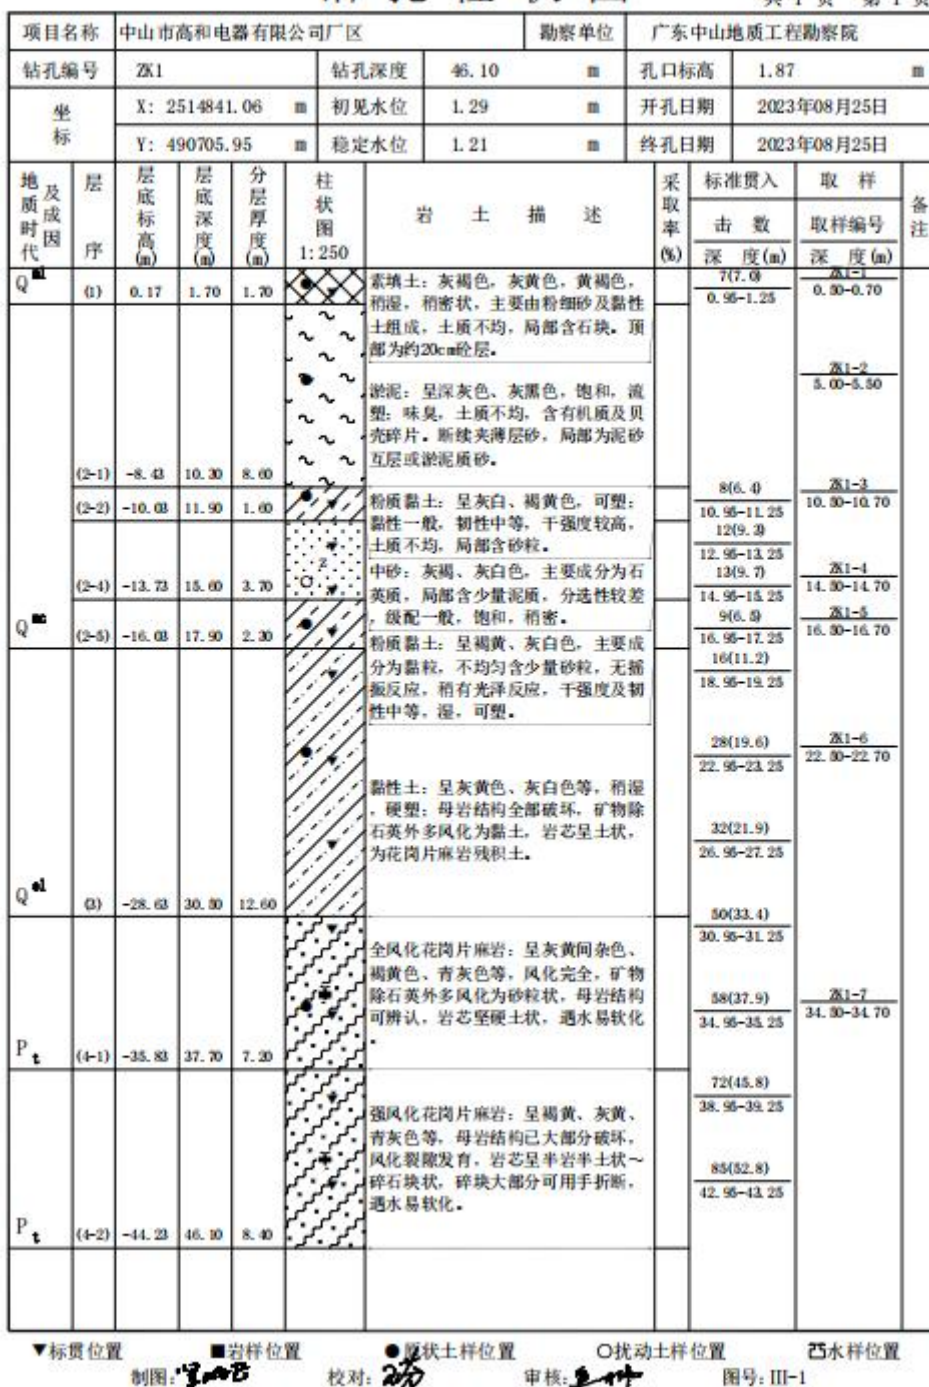 项目名称 中山市高和电器有限公司厂区 勘察单位 广东中山地质工程勘察院
钻孔编号 ZK1 钻孔深度 46.10 m 孔口标高 1.87 m
坐标 X: 2514841.06 m 初见水位 1.29 m 开孔日期 2023年08月25日
Y: 490705.95 m 稳定水位 1.21 m 终孔日期 2023年08月25日
地质时代及成因 层序 层底标高(m) 层底深度(m) 分层厚度(m) 柱状图 1:250 岩土描述 采取率(%) 标准贯入 击数 深度(m) 取样 取样编号 深度(m) 备注
Q ml (1) 0.17 1.70 1.70
素填土：灰褐色，灰黄色，黄褐色，
稍湿，稍密状，主要由粉细砂及黏性
土组成，土质不均，局部含石块。顶
部为约20cm砼层。
7(7.0)
0.95-1.25
ZK1-1
0.50-0.70
ZK1-2
5.00-5.50
淤泥：呈深灰色、灰黑色，饱和，流
塑；味臭，土质不均，含有机质及贝
壳碎片。断续夹薄层砂，局部为泥砂
互层或淤泥质砂。
(2-1) -8.43 10.30 8.60
(2-2) -10.03 11.90 1.60
粉质黏土：呈灰白、褐黄色，可塑；
黏性一般，韧性中等，干强度较高，
土质不均，局部含砂粒。
8(6.4)
10.95-11.25
ZK1-3
10.50-10.70
12(9.3)
12.95-13.25
(2-4) -13.73 15.60 3.70
中砂：灰褐、灰白色，主要成分为石
英质，局部含少量泥质，分选性较差
，级配一般，饱和，稍密。
13(9.7)
14.95-15.25
ZK1-4
14.50-14.70
Q mc (2-5) -16.03 17.90 2.30
粉质黏土：呈褐黄、灰白色，主要成
分为黏粒，不均匀含少量砂粒，无摇
振反应，稍有光泽反应，干强度及韧
性中等，湿，可塑。
9(6.5)
16.95-17.25
ZK1-5
16.50-16.70
16(11.2)
18.95-19.25
28(19.6)
22.95-23.25
ZK1-6
22.50-22.70
黏性土：呈灰黄色、灰白色等，稍湿
，硬塑；母岩结构全部破坏，矿物除
石英外多风化为黏土，岩芯呈土状，
为花岗片麻岩残积土。
32(21.9)
26.95-27.25
Q el (3) -28.63 30.50 12.60
50(33.4)
30.95-31.25
全风化花岗片麻岩：呈灰黄间杂色、
褐黄色、青灰色等，风化完全，矿物
除石英外多风化为砂粒状，母岩结构
可辨认，岩芯坚硬土状，遇水易软化
。
58(37.9)
34.95-35.25
ZK1-7
34.50-34.70
P t (4-1) -35.83 37.70 7.20
72(45.8)
38.95-39.25
强风化花岗片麻岩：呈褐黄、灰黄、
青灰色等，母岩结构已大部分破坏，
风化裂隙发育，岩芯呈半岩半土状～
碎石块状，碎块大部分可用手折断，
遇水易软化。
85(52.8)
42.95-43.25
P t (4-2) -44.23 46.10 8.40
▼标贯位置 ■岩样位置 ●原状土样位置 ○扰动土样位置 水样位置
制图: 校对: 审核: 图号: III-1